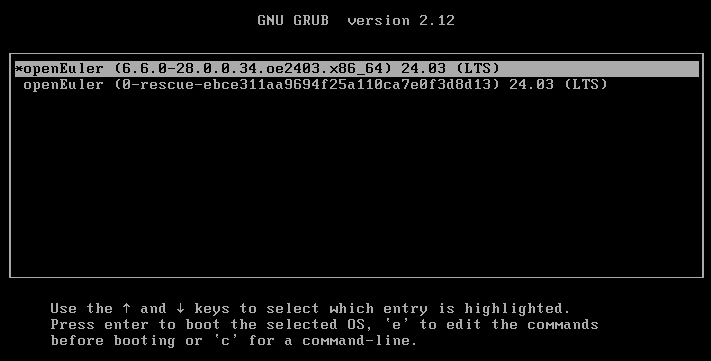 GNU GRUB  version 2.12
*openEuler (6.6.0-28.0.0.34.oe2403.x86_64) 24.03 (LTS)
openEuler (0-rescue-ebce311aa9694f25a110ca7e0f3d8d13) 24.03 (LTS)
Use the ↑ and ↓ keys to select which entry is highlighted.
Press enter to boot the selected OS, `e' to edit the commands
before booting or `c' for a command-line.